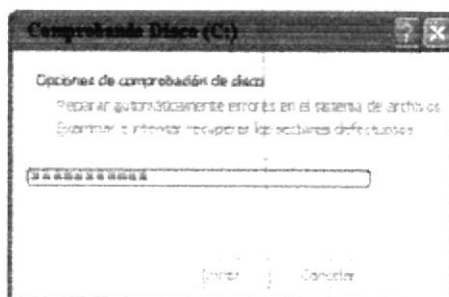 Comprobando Disco (C:)
Opciones de comprobación de disco
Reparar automáticamente errores en el sistema de archivos
Examinar e intentar recuperar los sectores defectuosos
Iniciar Cancelar